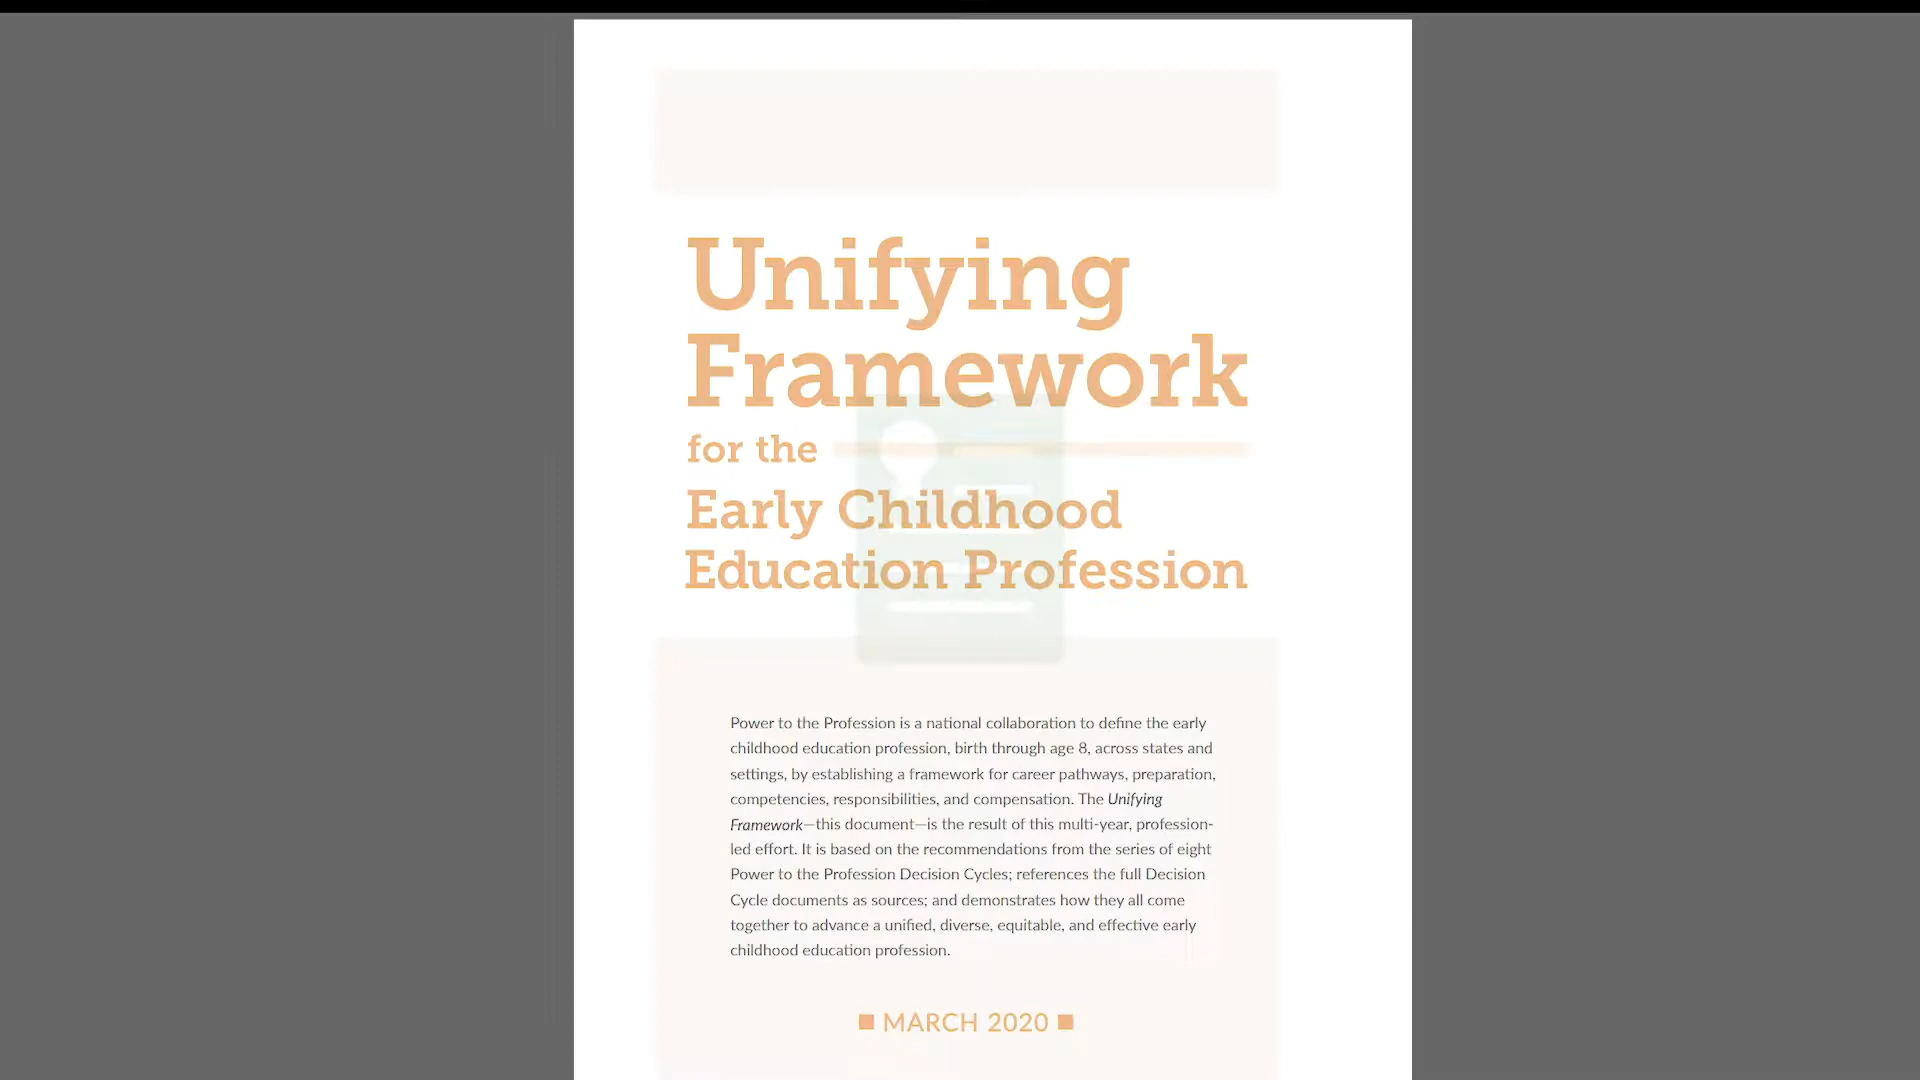 Unifying
Framework
for the
Early Childhood
Education Profession
Power to the Profession is a national collaboration to define the early
childhood education profession, birth through age 8, across states and
settings, by establishing a framework for career pathways, preparation,
competencies, responsibilities, and compensation. The Unifying
Framework—this document—is the result of this multi-year, profession-
led effort. It is based on the recommendations from the series of eight
Power to the Profession Decision Cycles; references the full Decision
Cycle documents as sources; and demonstrates how they all come
together to advance a unified, diverse, equitable, and effective early
childhood education profession.
■ MARCH 2020 ■